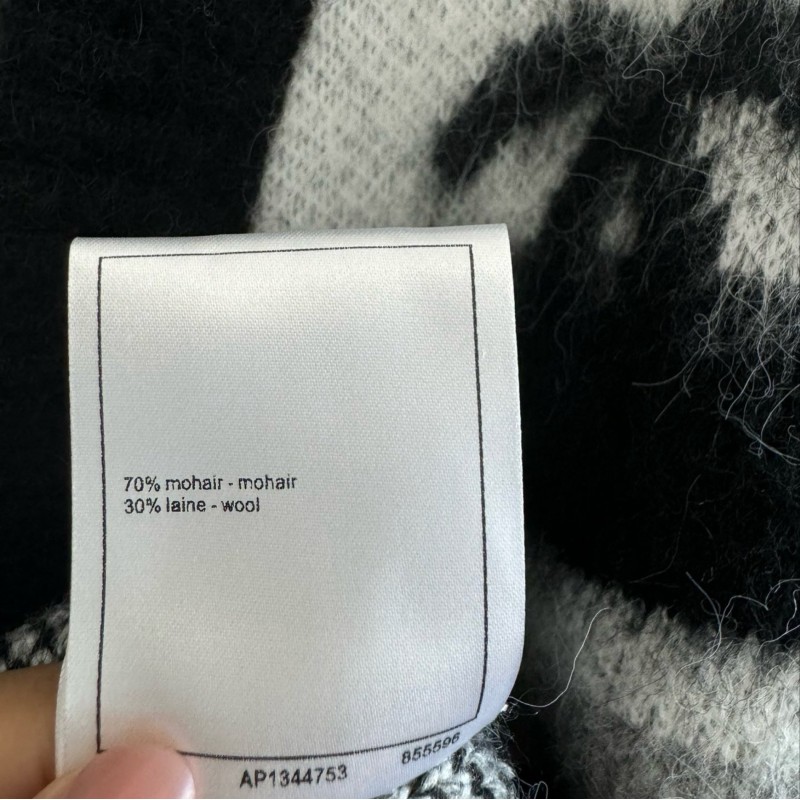 70% mohair - mohair
30% laine - wool
AP1344753
855596